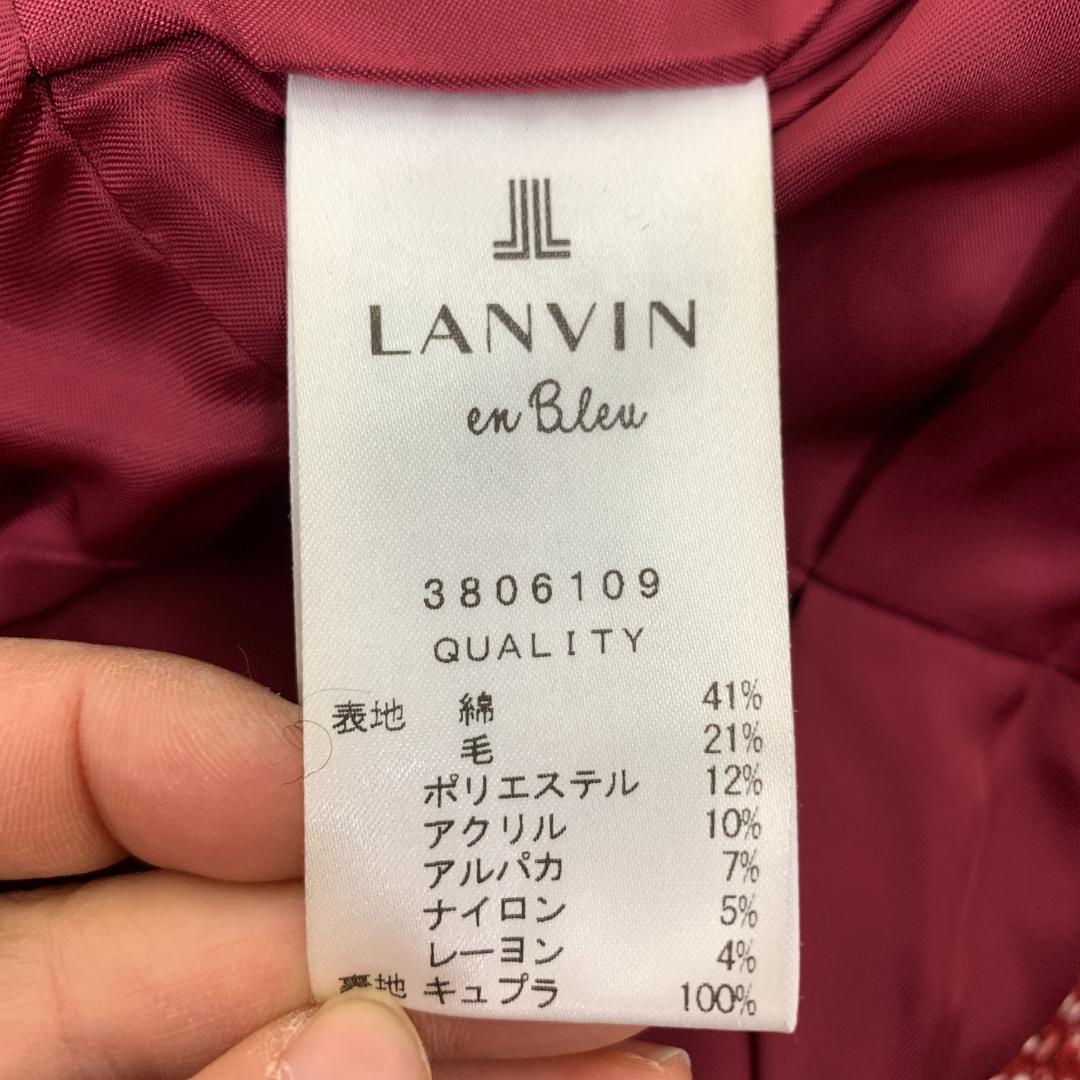 LANVIN
en Bleu
3806109
QUALITY
表地 綿 41%
毛 21%
ポリエステル 12%
アクリル 10%
アルパカ 7%
ナイロン 5%
レーヨン 4%
裏地 キュプラ 100%